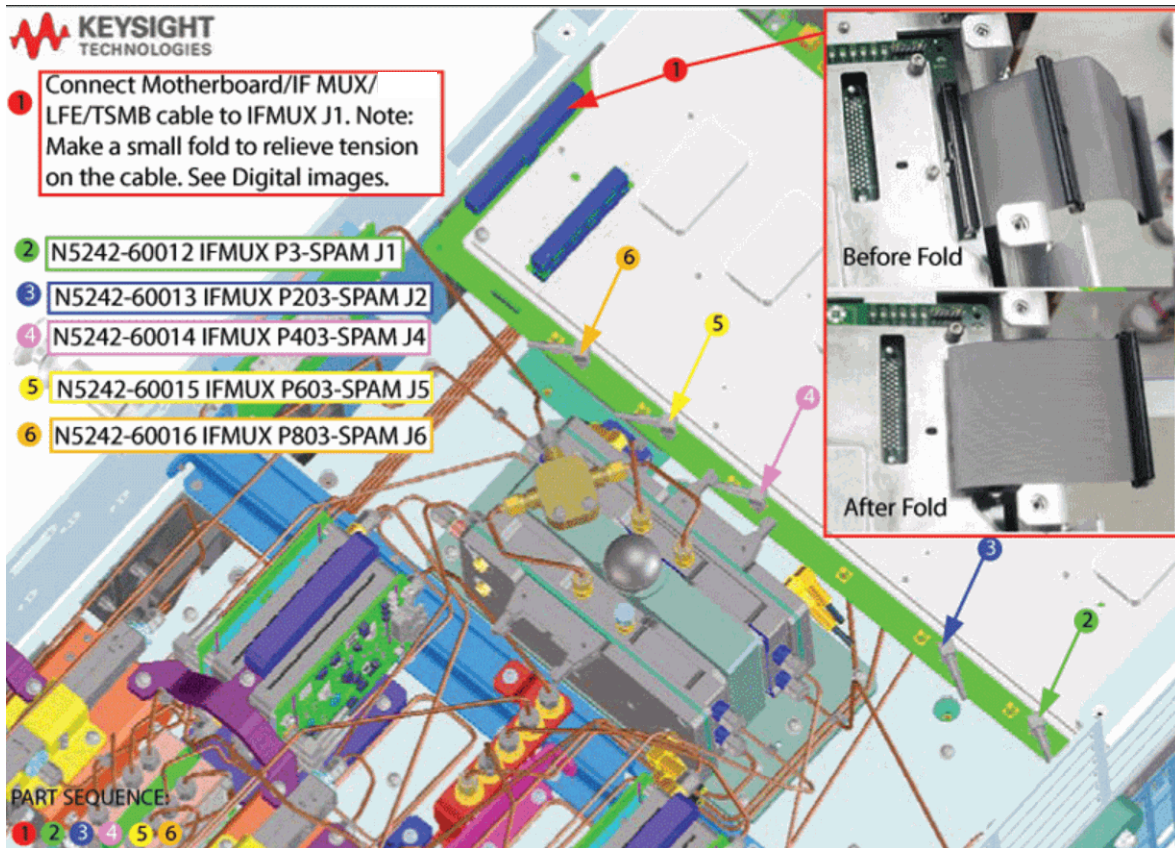 KEYSIGHT
TECHNOLOGIES
1 Connect Motherboard/IF MUX/
LFE/TSMB cable to IFMUX J1. Note:
Make a small fold to relieve tension
on the cable. See Digital images.
2 N5242-60012 IFMUX P3-SPAM J1
3 N5242-60013 IFMUX P203-SPAM J2
4 N5242-60014 IFMUX P403-SPAM J4
5 N5242-60015 IFMUX P603-SPAM J5
6 N5242-60016 IFMUX P803-SPAM J6
1
6
5
4
3
2
Before Fold
After Fold
PART SEQUENCE:
1 2 3 4 5 6